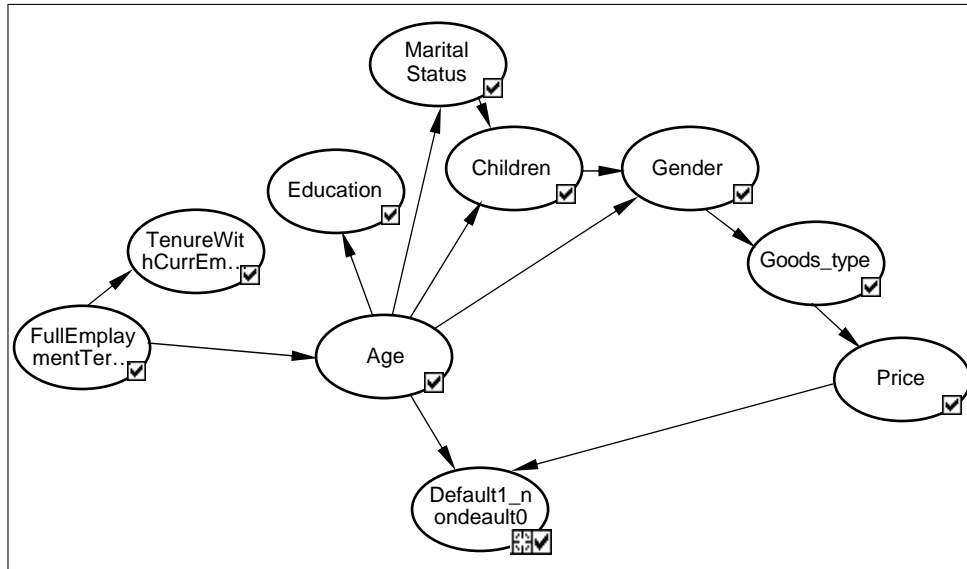 Marital
Status
Children
Gender
Education
TenureWit
hCurrEm...
Goods_type
FullEmplay
mentTer...
Age
Price
Default1_n
ondeault0